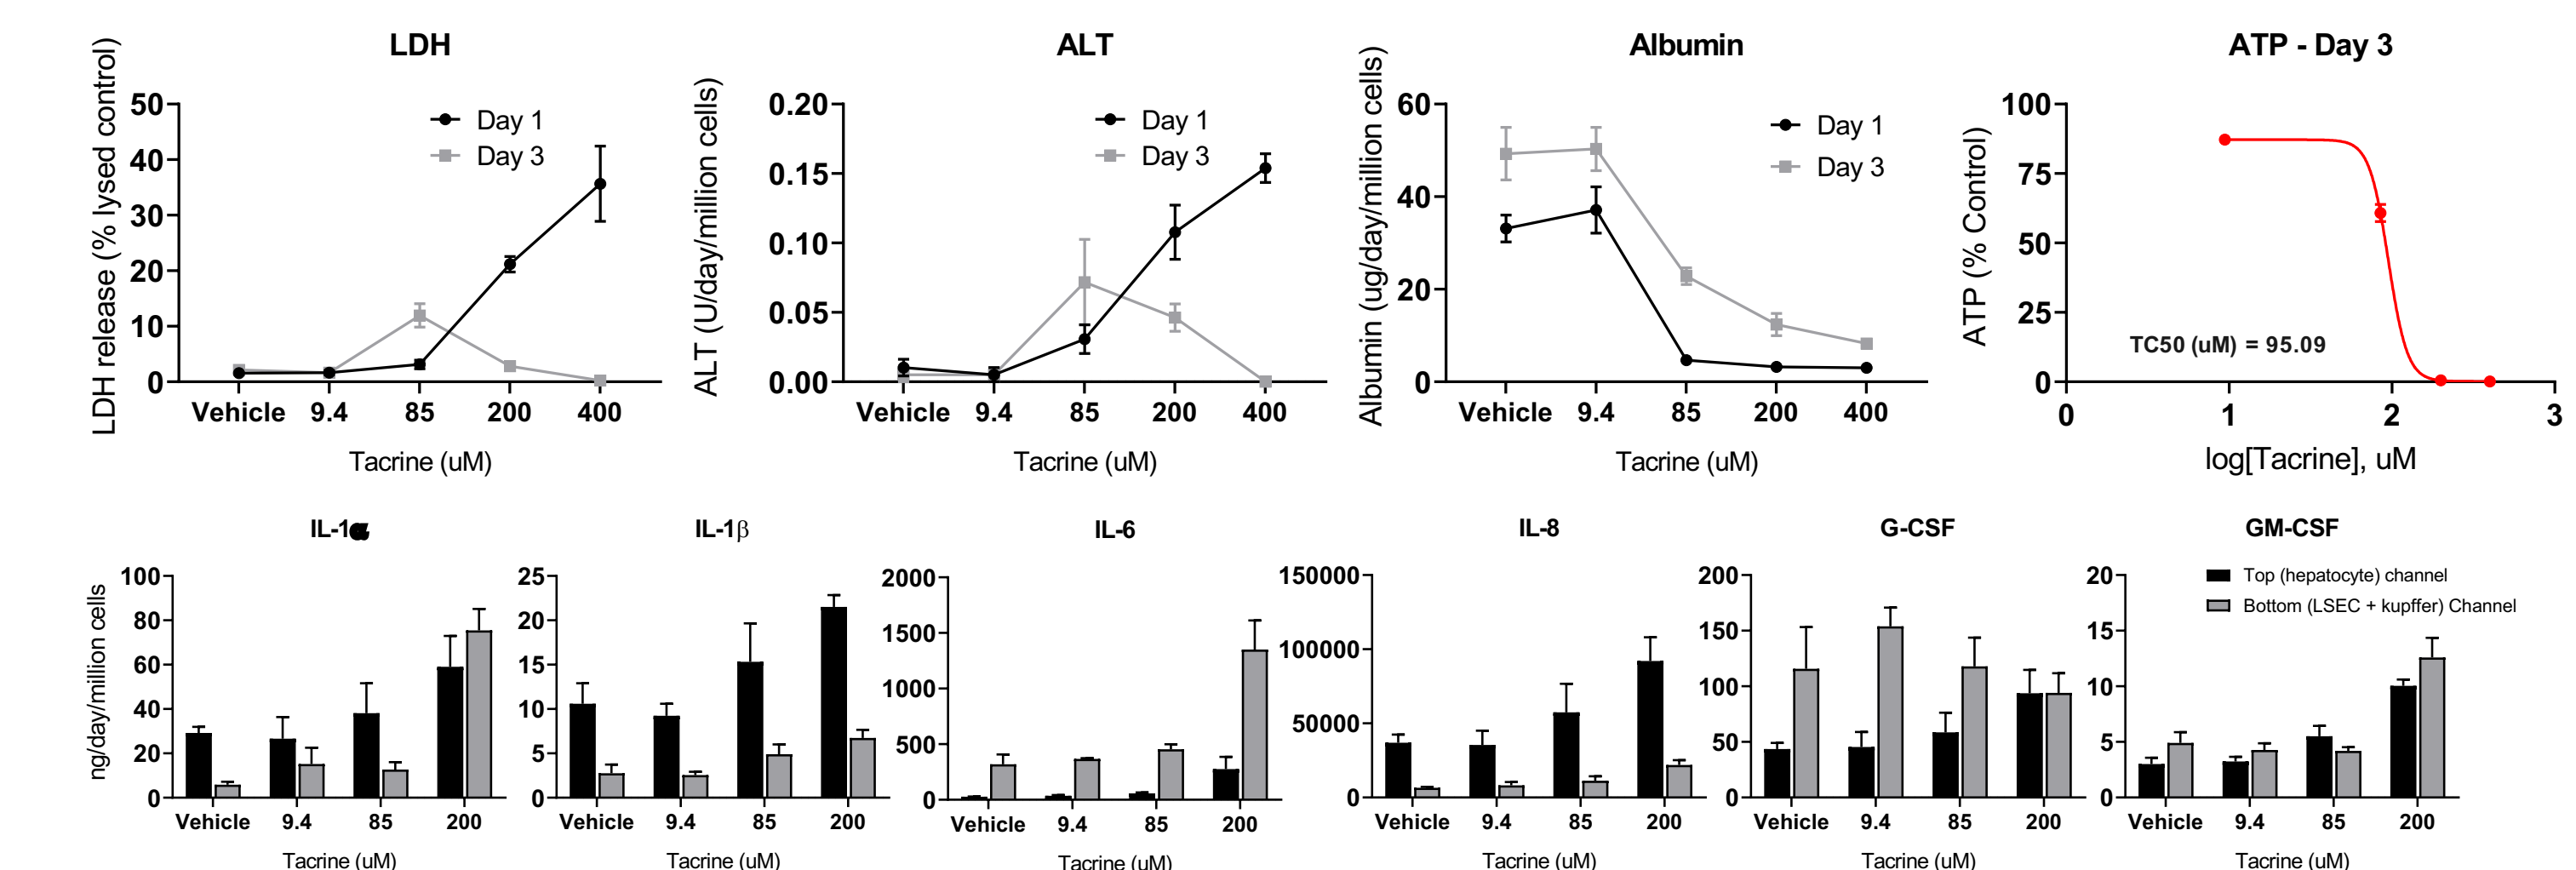 LDH
LDH release (% lysed control)
50
40
30
20
10
0
Day 1
Day 3
Vehicle 9.4 85 200 400
Tacrine (uM)
ALT
ALT (U/day/million cells)
0.20
0.15
0.10
0.05
0.00
Day 1
Day 3
Vehicle 9.4 85 200 400
Tacrine (uM)
Albumin
Albumin (ug/day/million cells)
60
40
20
0
Day 1
Day 3
Vehicle 9.4 85 200 400
Tacrine (uM)
ATP - Day 3
ATP (% Control)
100
75
50
25
0
TC50 (uM) = 95.09
0 1 2 3
log[Tacrine], uM
IL-1α
ng/day/million cells
100
80
60
40
20
0
Vehicle 9.4 85 200
Tacrine (uM)
IL-1β
25
20
15
10
5
0
Vehicle 9.4 85 200
Tacrine (uM)
IL-6
2000
1500
1000
500
0
Vehicle 9.4 85 200
Tacrine (uM)
IL-8
150000
100000
50000
0
Vehicle 9.4 85 200
Tacrine (uM)
G-CSF
200
150
100
50
0
Vehicle 9.4 85 200
Tacrine (uM)
GM-CSF
20
15
10
5
0
Top (hepatocyte) channel
Bottom (LSEC + kupffer) Channel
Vehicle 9.4 85 200
Tacrine (uM)